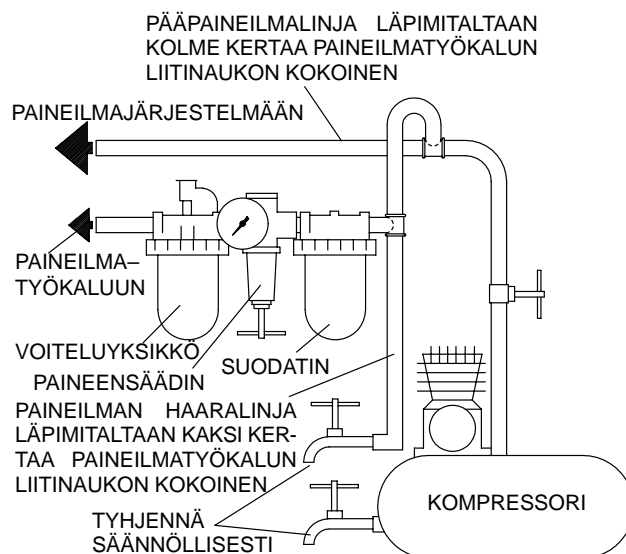 PÄÄPAINEILMALINJA LÄPIMITALTAAN
KOLME KERTAA PAINEILMATYÖKALUN
LIITINAUKON KOKOINEN
PAINEILMAJÄRJESTELMÄÄN
PAINEILMA–
TYÖKALUUN
VOITELUYKSIKKÖ
SUODATIN
PAINEENSÄÄDIN
PAINEILMAN HAARALINJA
LÄPIMITALTAAN KAKSI KER-
TAA PAINEILMATYÖKALUN
LIITINAUKON KOKOINEN
KOMPRESSORI
TYHJENNÄ
SÄÄNNÖLLISESTI